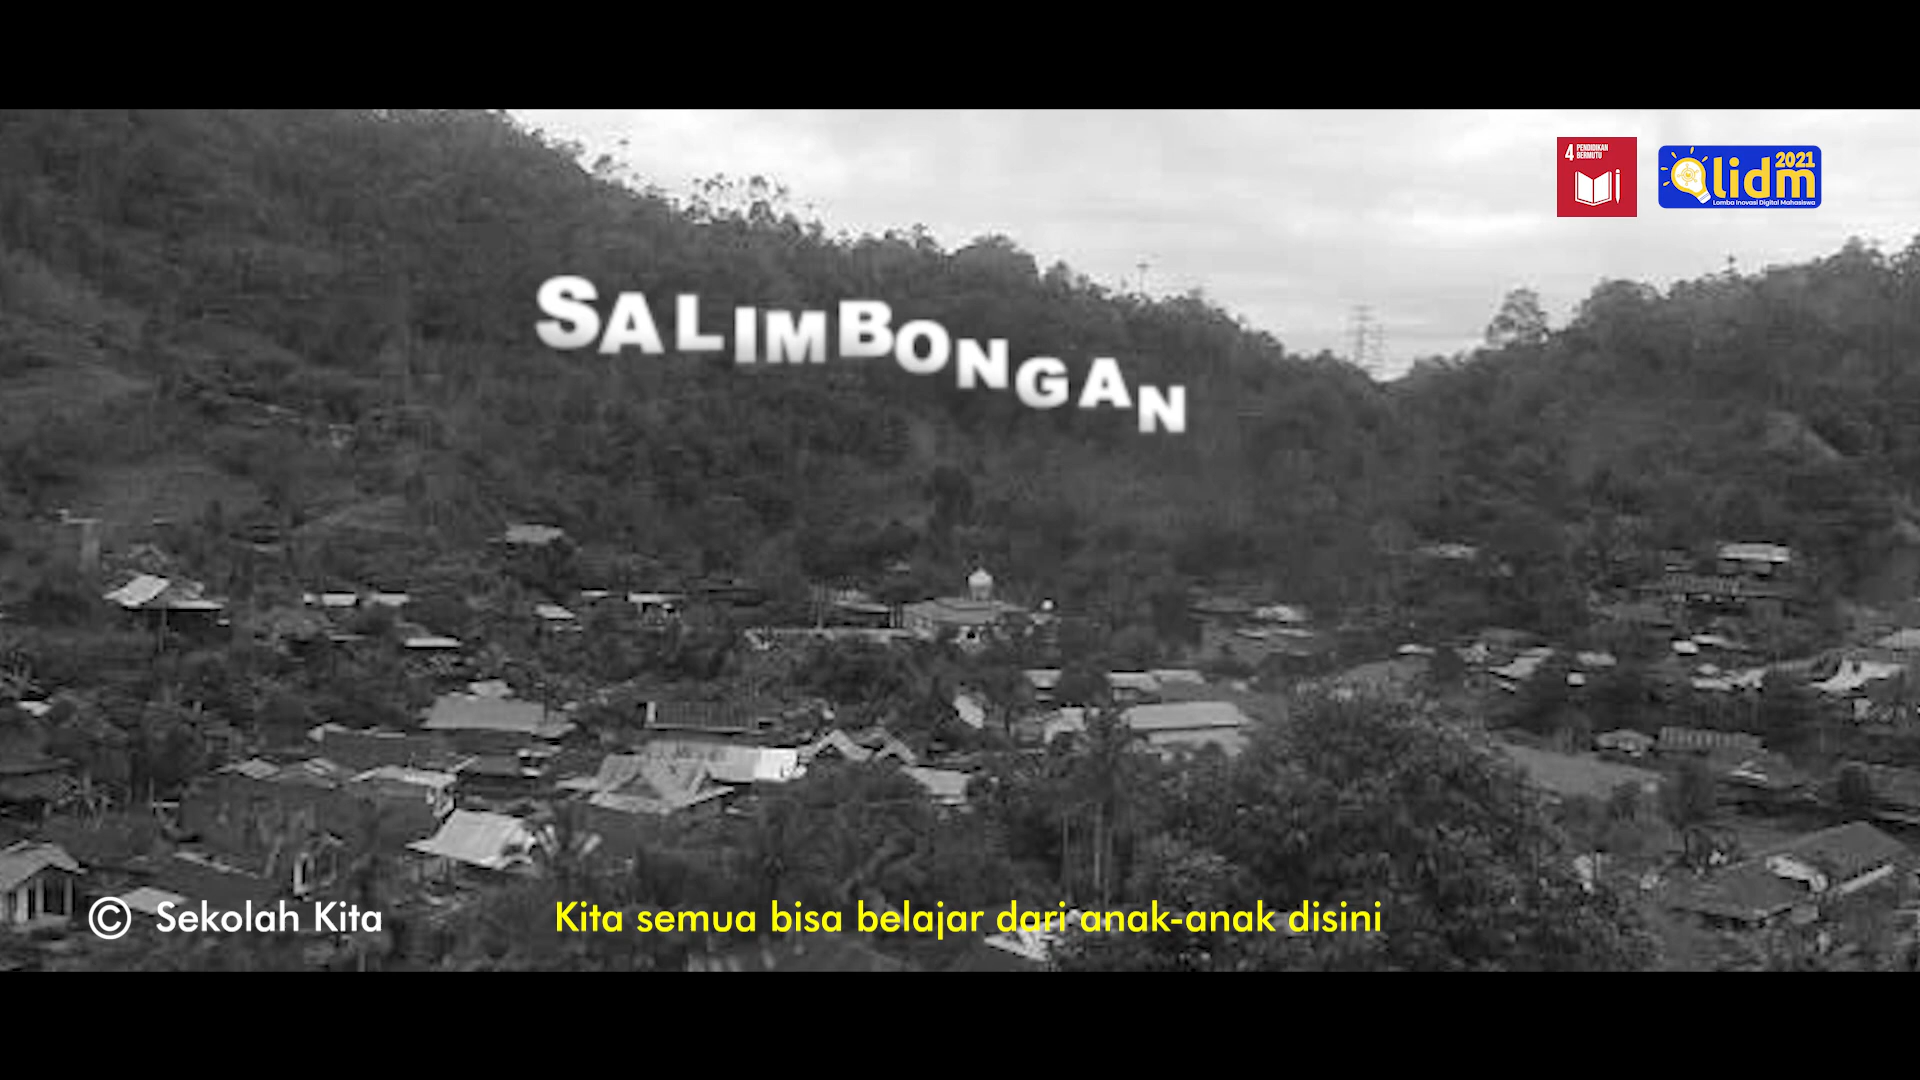 4 PENDIDIKAN
BERMUTU
2021
lidm
Lomba Inovasi Digital Mahasiswa
SALIMBONGAN
© Sekolah Kita
Kita semua bisa belajar dari anak-anak disini